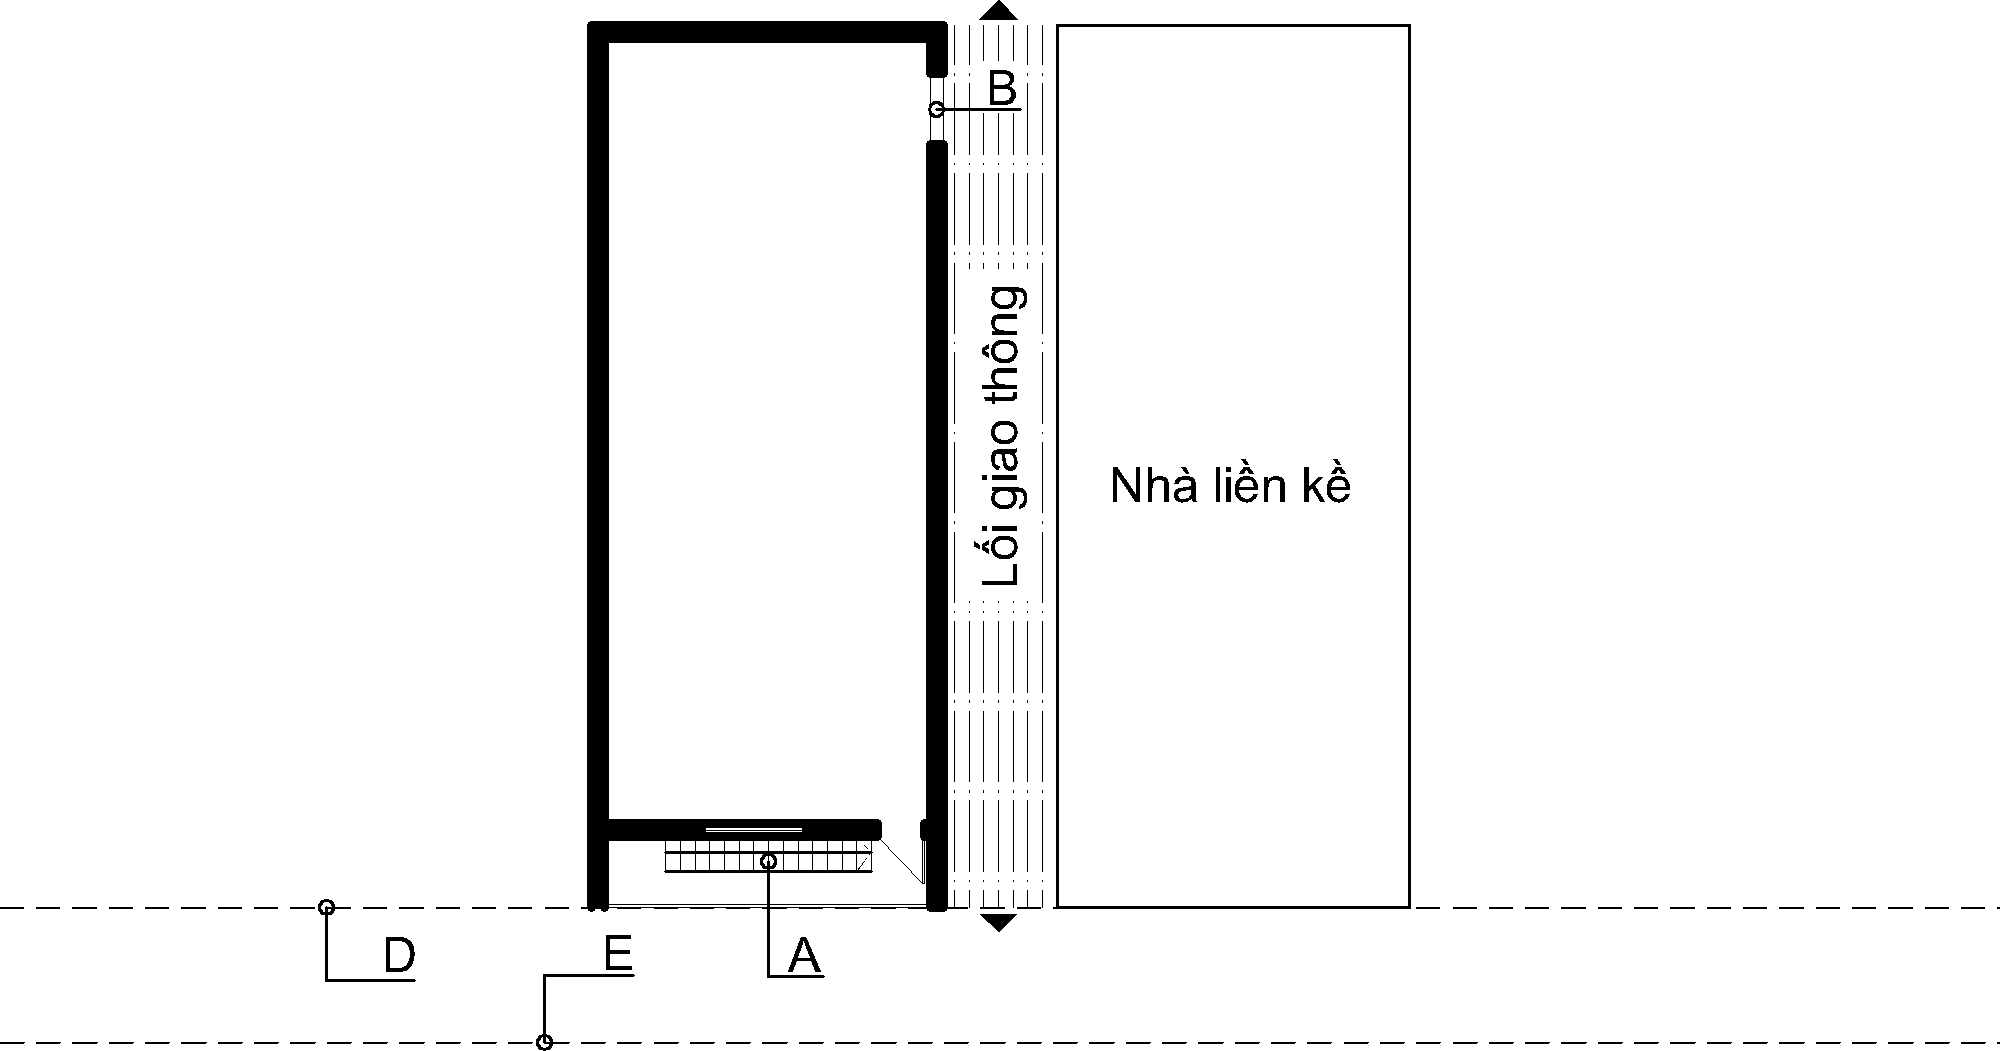 B
Lối giao thông
Nhà liền kề
D
E
A